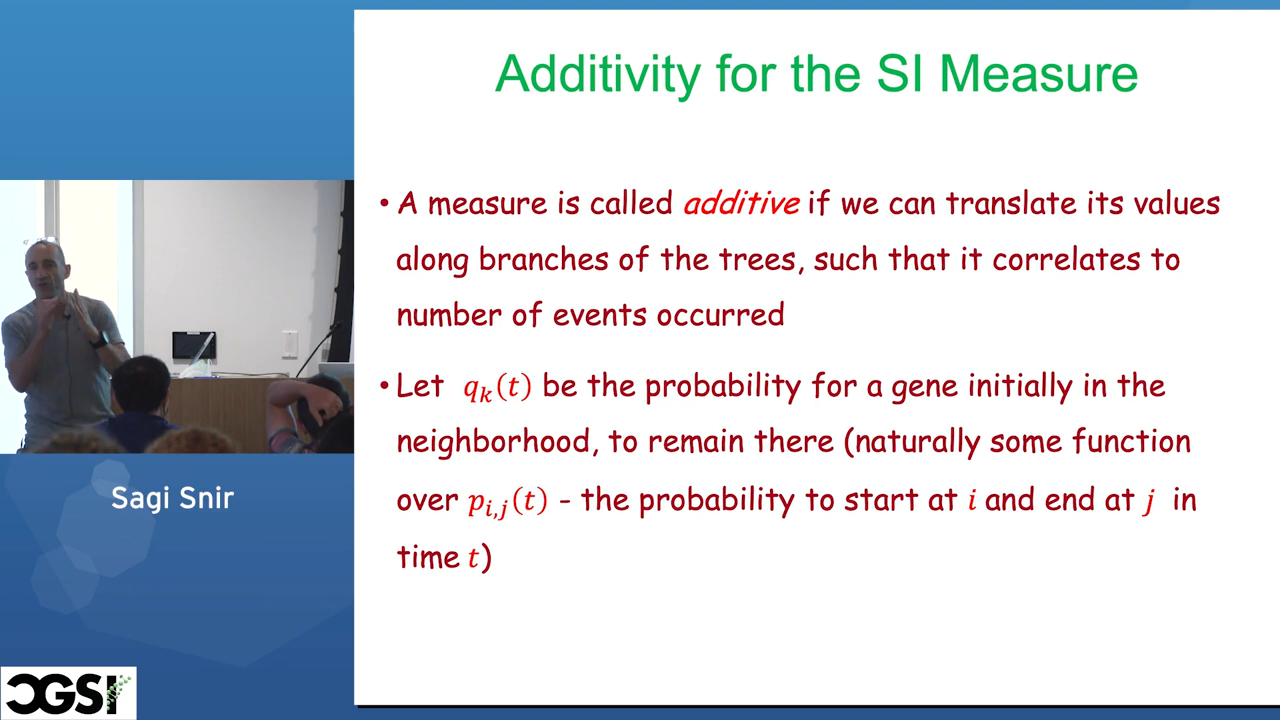 Additivity for the SI Measure
• A measure is called additive if we can translate its values
along branches of the trees, such that it correlates to
number of events occurred
• Let qₖ(t) be the probability for a gene initially in the
neighborhood, to remain there (naturally some function
over pᵢ,ⱼ(t) - the probability to start at i and end at j in
time t)
Sagi Snir
CGSI